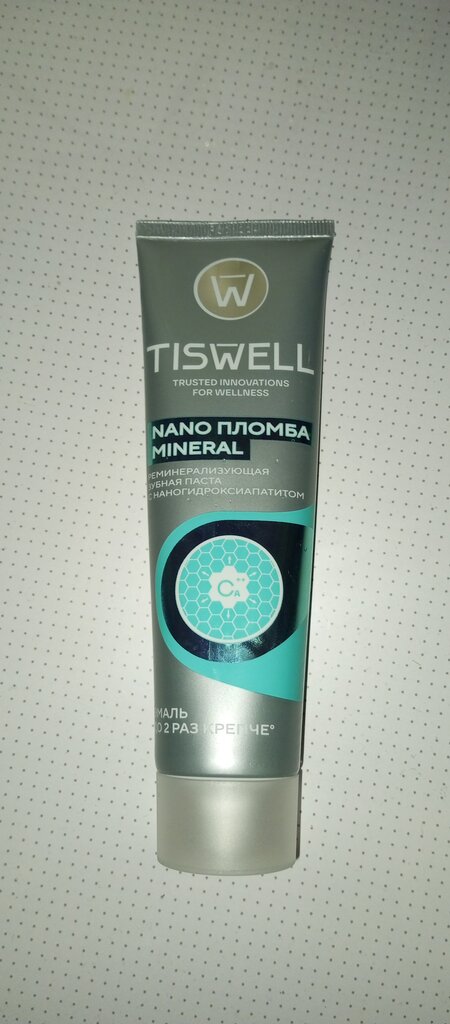 W
TISWELL
TRUSTED INNOVATIONS
FOR WELLNESS
NANO ПЛОМБА
MINERAL
РЕМИНЕРАЛИЗУЮЩАЯ
ЗУБНАЯ ПАСТА
С НАНОГИДРОКСИАПАТИТОМ
CA++
ЭМАЛЬ
ДО 2 РАЗ КРЕПЧЕ°